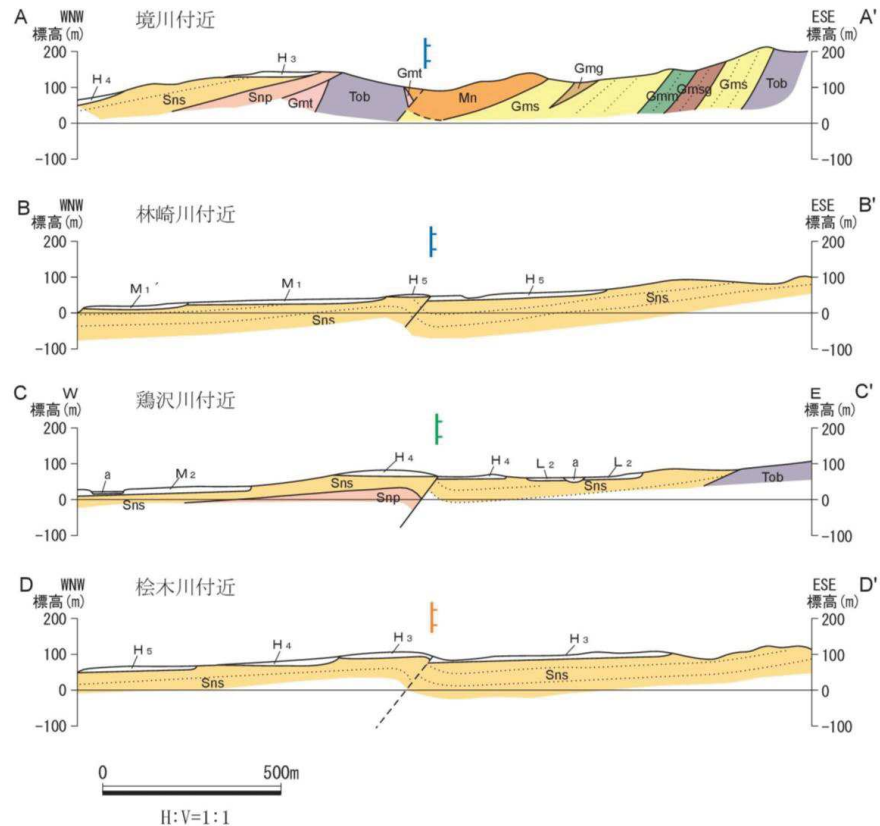 A WNW 境川付近 ESE A'
標高(m) 標高(m)
200 200
100 100
0 0
-100 -100
H4 Sns H3 Snp Gmt Tob Gmt Mn Gms Gmg Gmm Gmsg Gms Tob
B WNW 林崎川付近 ESE B'
標高(m) 標高(m)
200 200
100 100
0 0
-100 -100
M1' M1 Sns H5 H5 Sns
C W 鶏沢川付近 E C'
標高(m) 標高(m)
200 200
100 100
0 0
-100 -100
a M2 Sns Sns H4 Snp H4 L2 a L2 Sns Tob
D WNW 桧木川付近 ESE D'
標高(m) 標高(m)
200 200
100 100
0 0
-100 -100
H5 H4 H3 Sns H3 Sns
0 500m
H:V=1:1